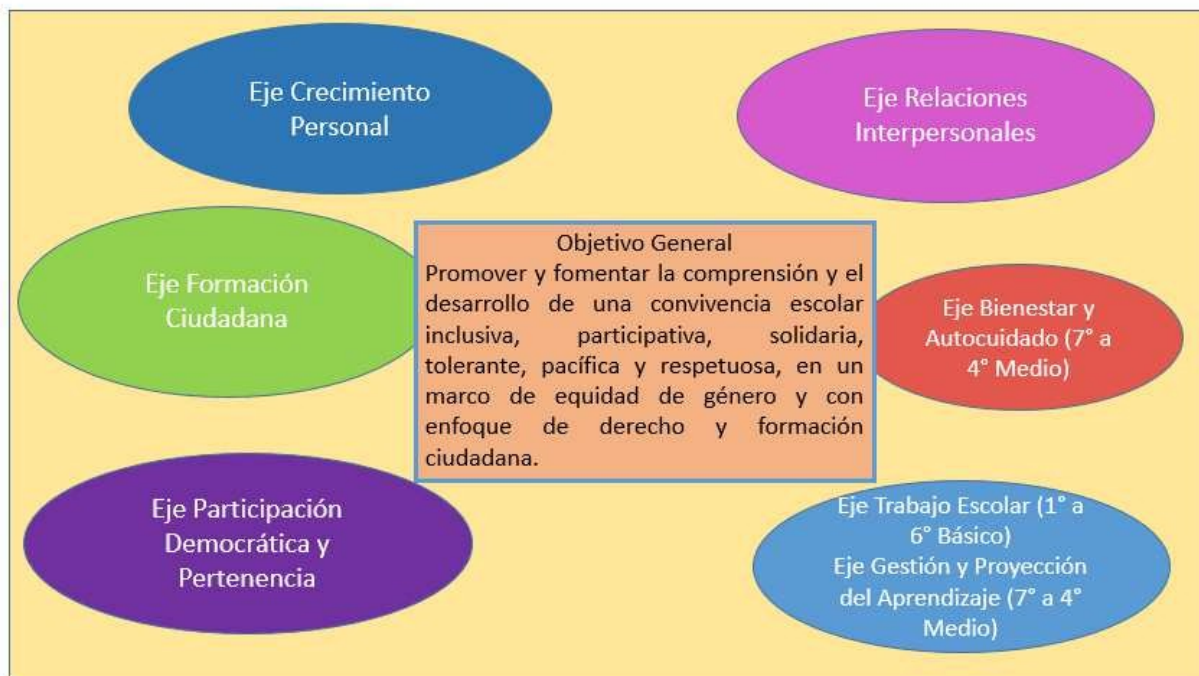 Eje Crecimiento
Personal
Eje Relaciones
Interpersonales
Eje Formación
Ciudadana
Objetivo General
Promover y fomentar la comprensión y el
desarrollo de una convivencia escolar
inclusiva, participativa, solidaria,
tolerante, pacífica y respetuosa, en un
marco de equidad de género y con
enfoque de derecho y formación
ciudadana.
Eje Bienestar y
Autocuidado (7° a
4° Medio)
Eje Participación
Democrática y
Pertenencia
Eje Trabajo Escolar (1° a
6° Básico)
Eje Gestión y Proyección
del Aprendizaje (7° a 4°
Medio)